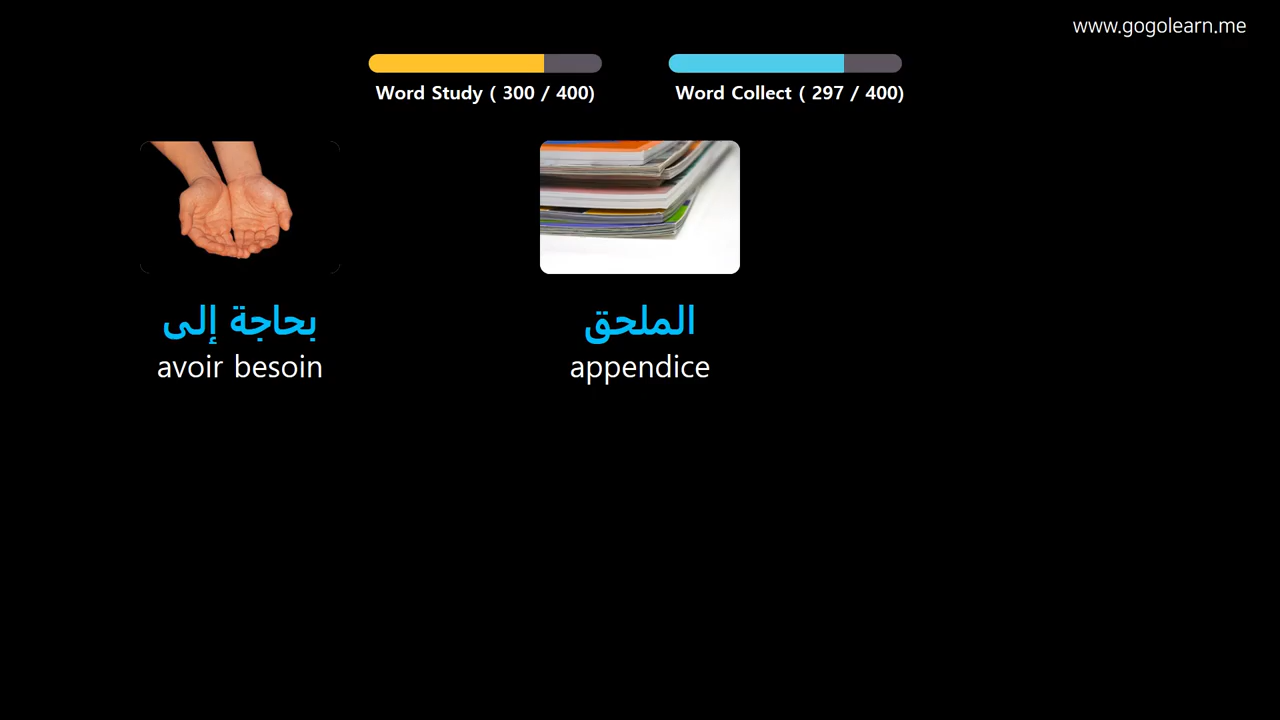 www.gogolearn.me
Word Study ( 300 / 400)
Word Collect ( 297 / 400)
بحاجة إلى
avoir besoin
الملحق
appendice